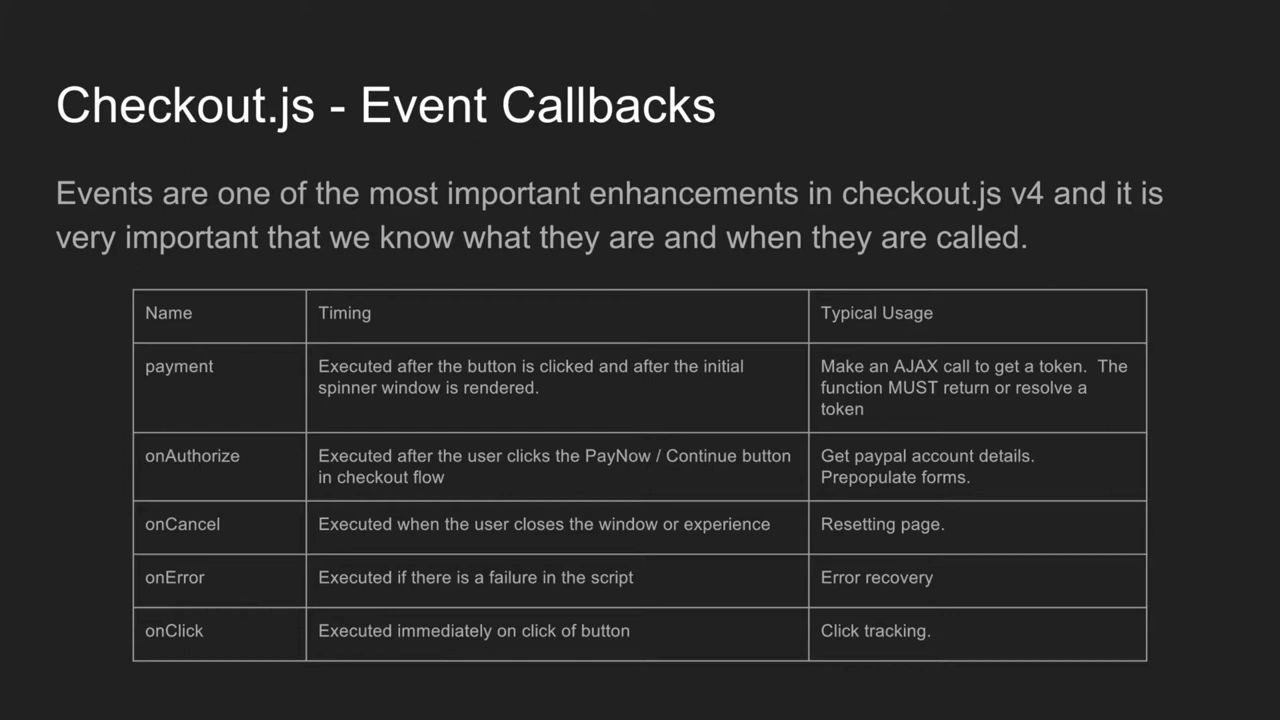 Checkout.js - Event Callbacks
Events are one of the most important enhancements in checkout.js v4 and it is
very important that we know what they are and when they are called.
Name
Timing
Typical Usage
payment
Executed after the button is clicked and after the initial
spinner window is rendered.
Make an AJAX call to get a token.  The
function MUST return or resolve a
token
onAuthorize
Executed after the user clicks the PayNow / Continue button
in checkout flow
Get paypal account details.
Prepopulate forms.
onCancel
Executed when the user closes the window or experience
Resetting page.
onError
Executed if there is a failure in the script
Error recovery
onClick
Executed immediately on click of button
Click tracking.